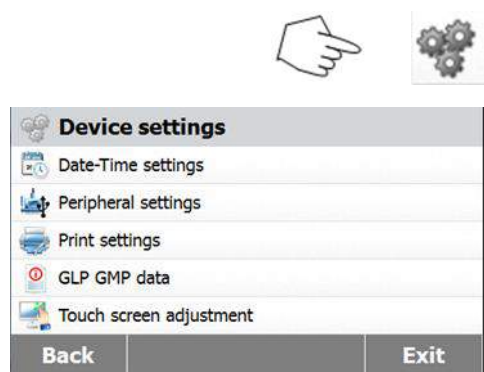 Device settings
Date-Time settings
Peripheral settings
Print settings
GLP GMP data
Touch screen adjustment
Back
Exit